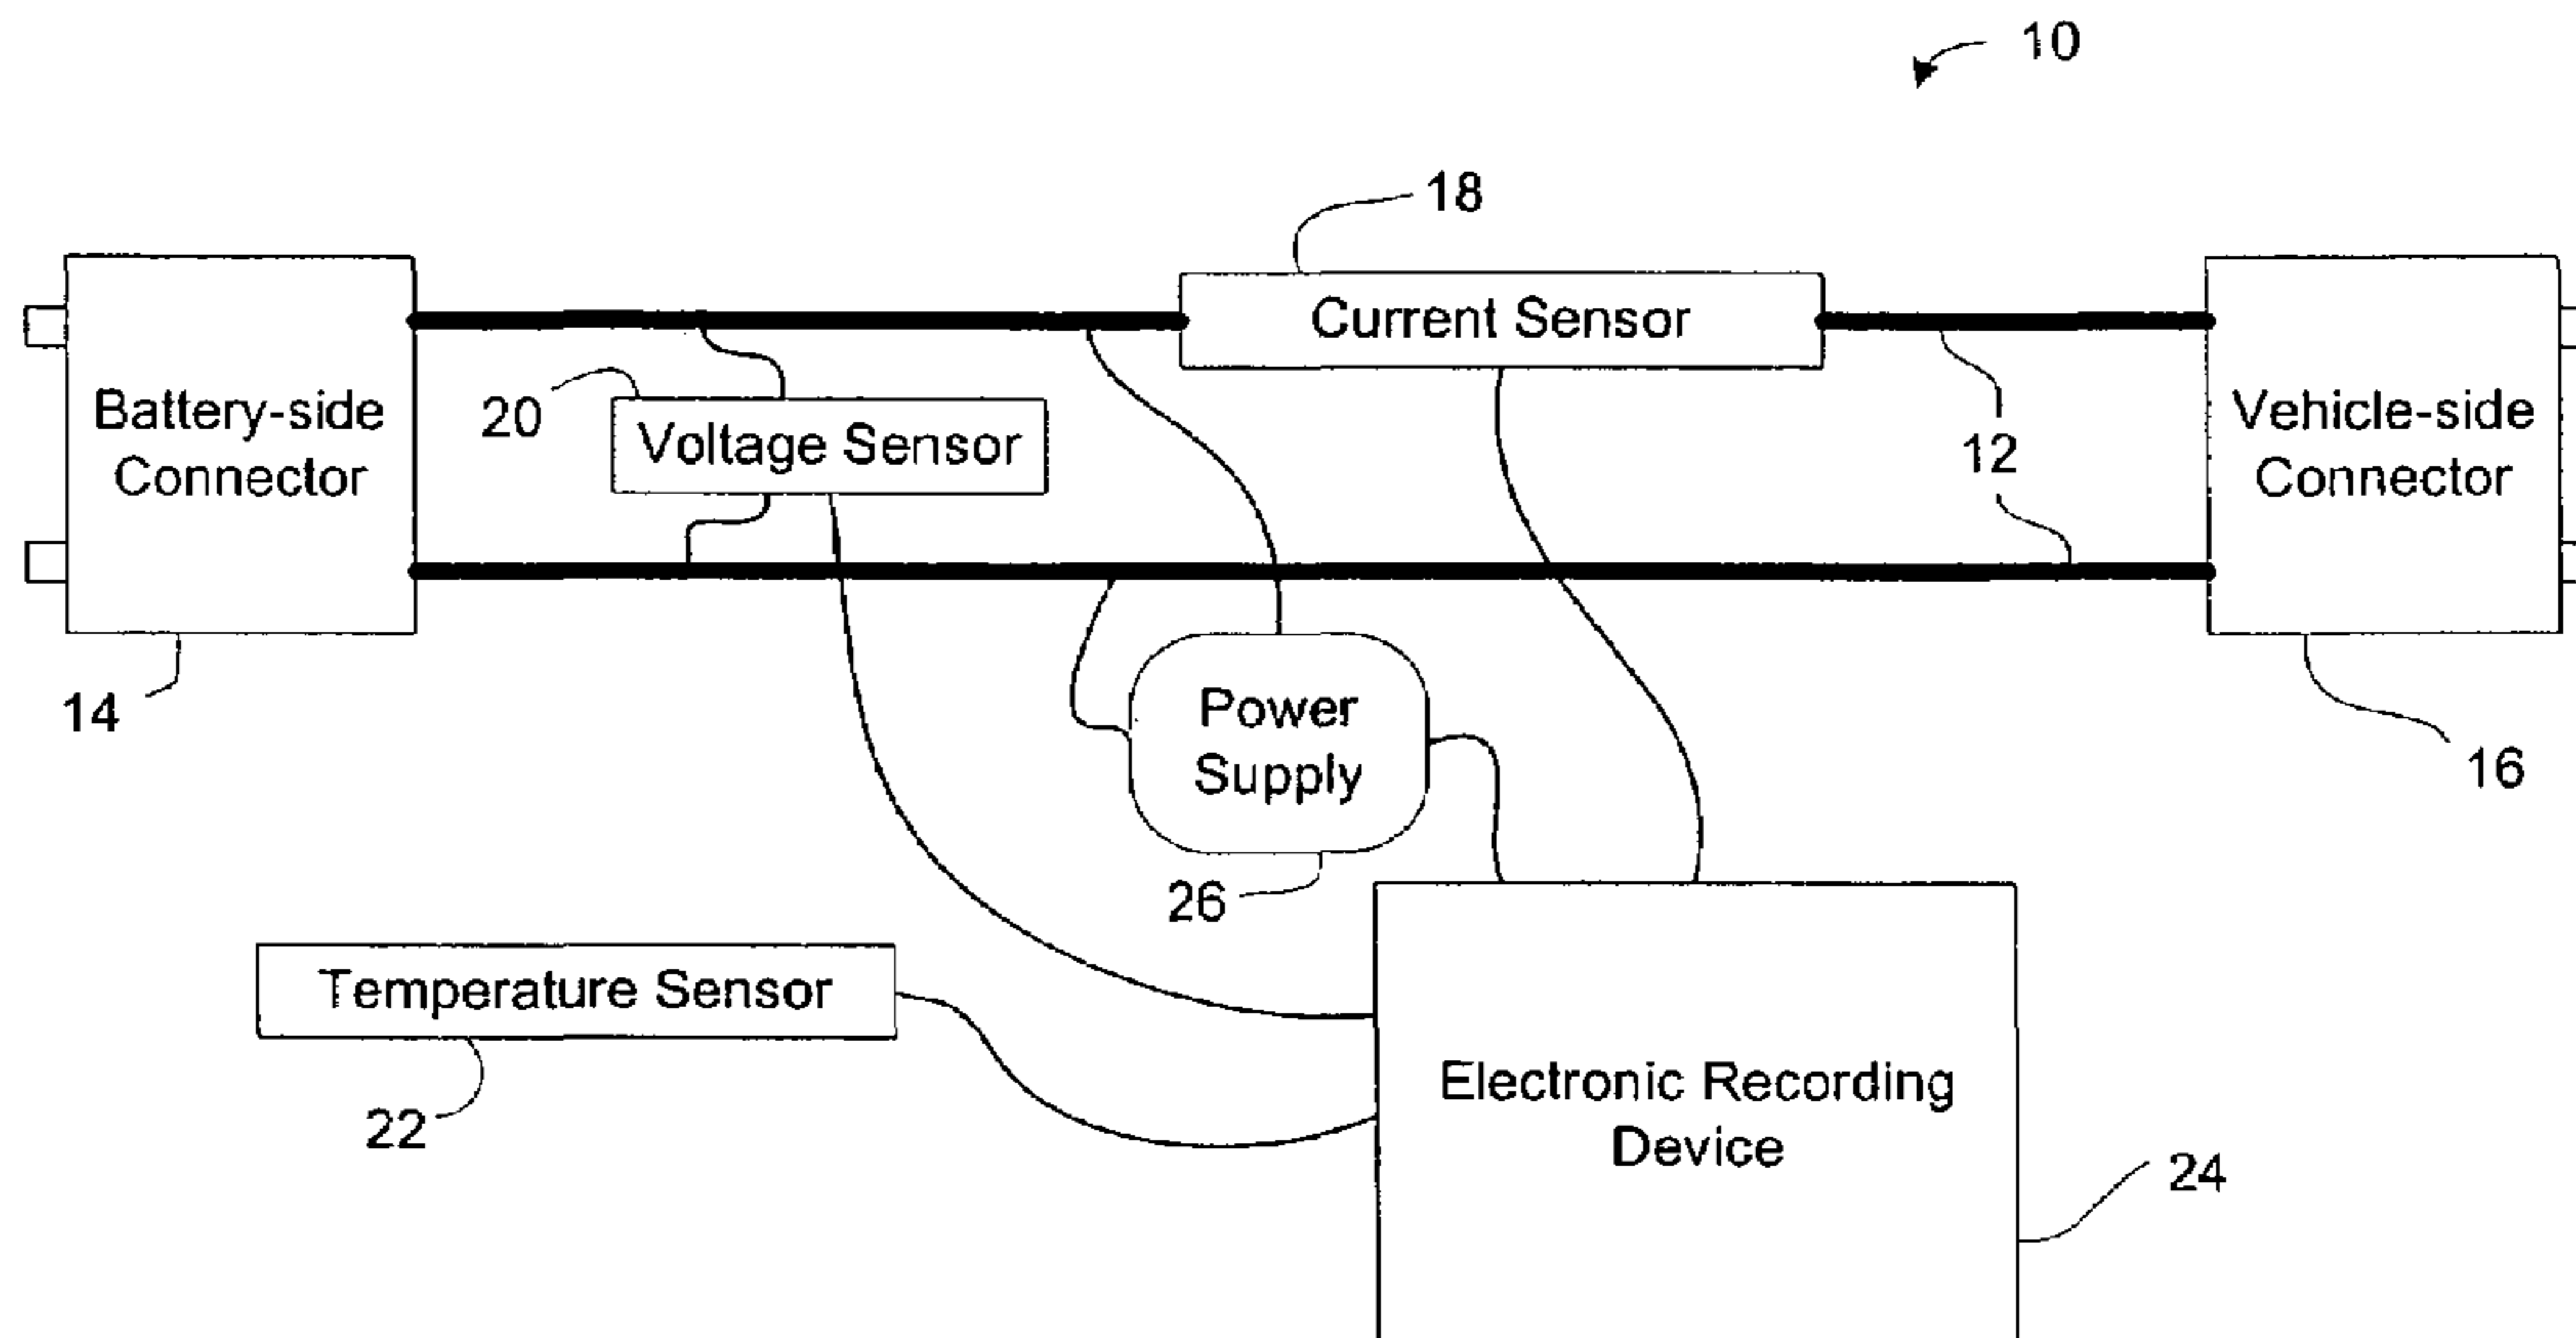 10
18
Current Sensor
Battery-side
Connector
20
Voltage Sensor
12
Vehicle-side
Connector
14
Power
Supply
16
26
Temperature Sensor
22
Electronic Recording
Device
24